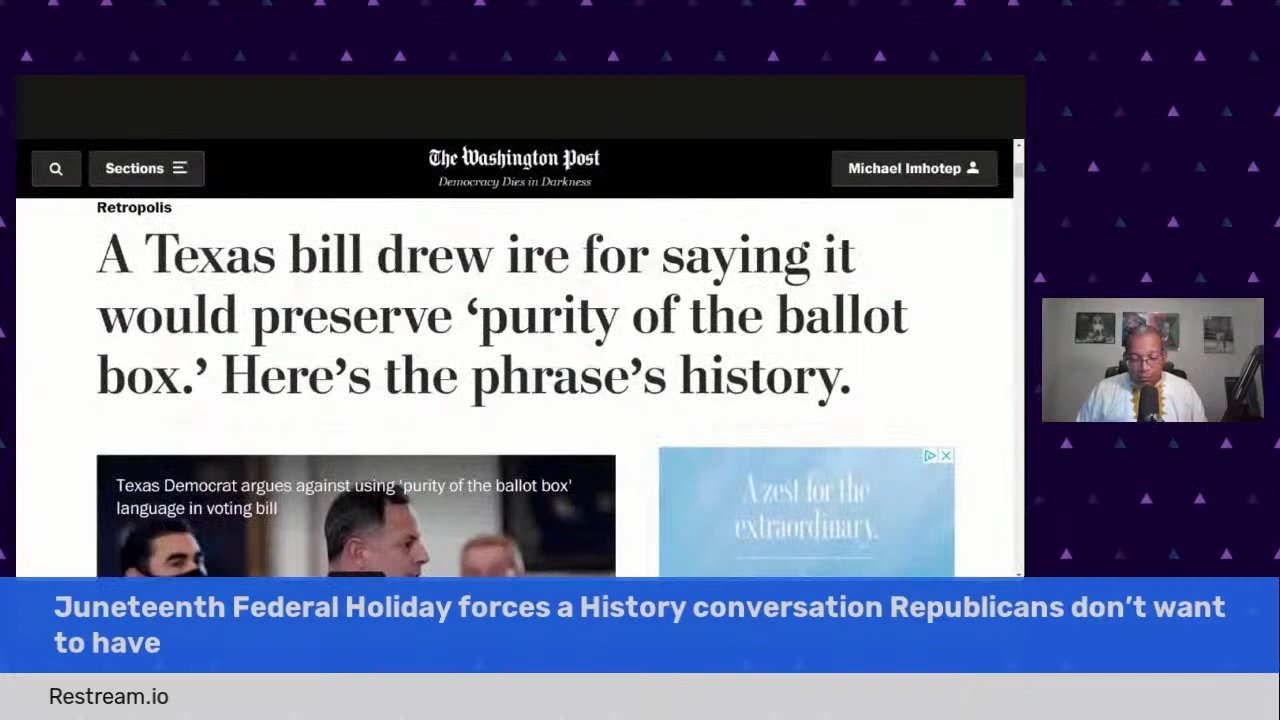 Sections
The Washington Post
Democracy Dies in Darkness
Michael Imhotep
Retropolis
A Texas bill drew ire for saying it
would preserve ‘purity of the ballot
box.’ Here’s the phrase’s history.
Texas Democrat argues against using 'purity of the ballot box'
language in voting bill
A zest for the
extraordinary.
Juneteenth Federal Holiday forces a History conversation Republicans don’t want
to have
Restream.io